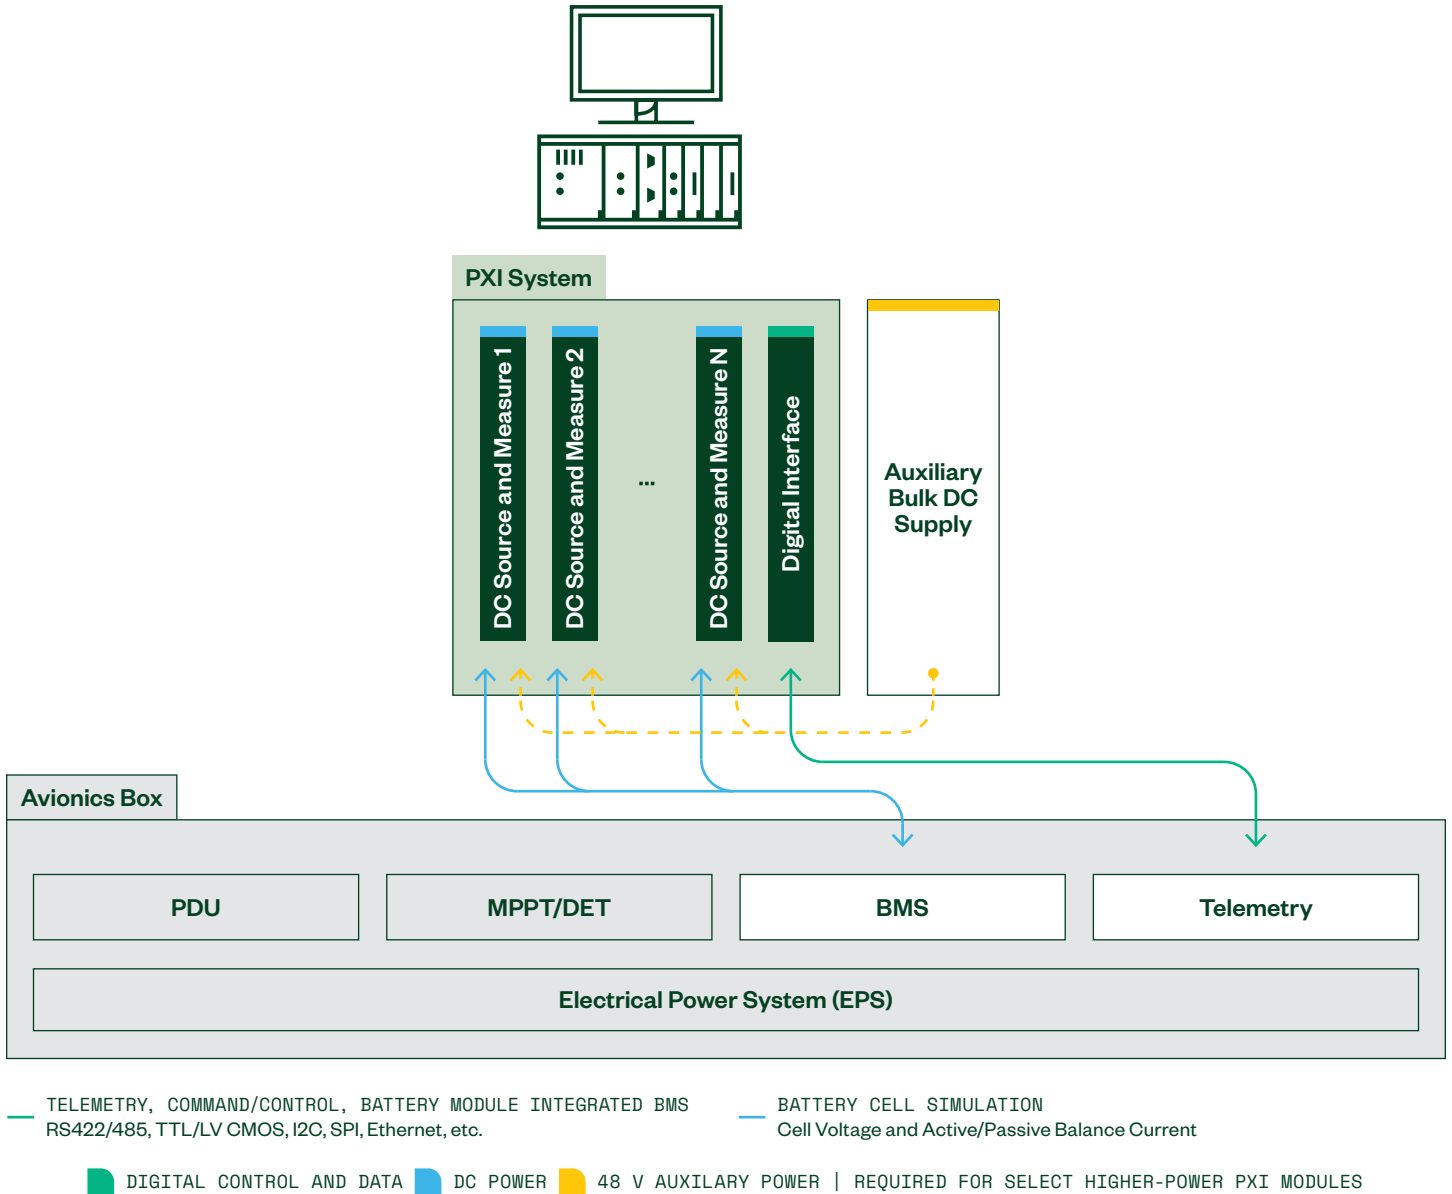 PXI System
DC Source and Measure 1
DC Source and Measure 2
...
DC Source and Measure N
Digital Interface
Auxiliary
Bulk DC
Supply
Avionics Box
PDU
MPPT/DET
BMS
Telemetry
Electrical Power System (EPS)
TELEMETRY, COMMAND/CONTROL, BATTERY MODULE INTEGRATED BMS
RS422/485, TTL/LV CMOS, I2C, SPI, Ethernet, etc.
BATTERY CELL SIMULATION
Cell Voltage and Active/Passive Balance Current
DIGITAL CONTROL AND DATA
DC POWER
48 V AUXILARY POWER | REQUIRED FOR SELECT HIGHER-POWER PXI MODULES